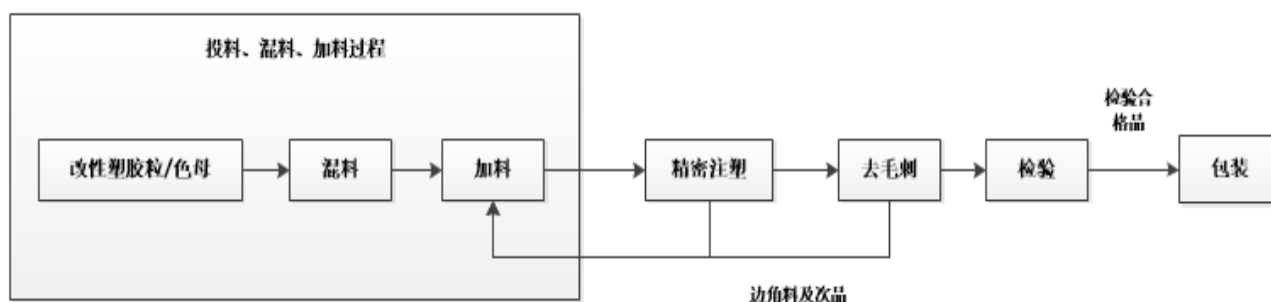 投料、混料、加料过程
检验合
格品
改性塑胶粒/色母
混料
加料
精密注塑
去毛刺
检验
包装
边角料及次品